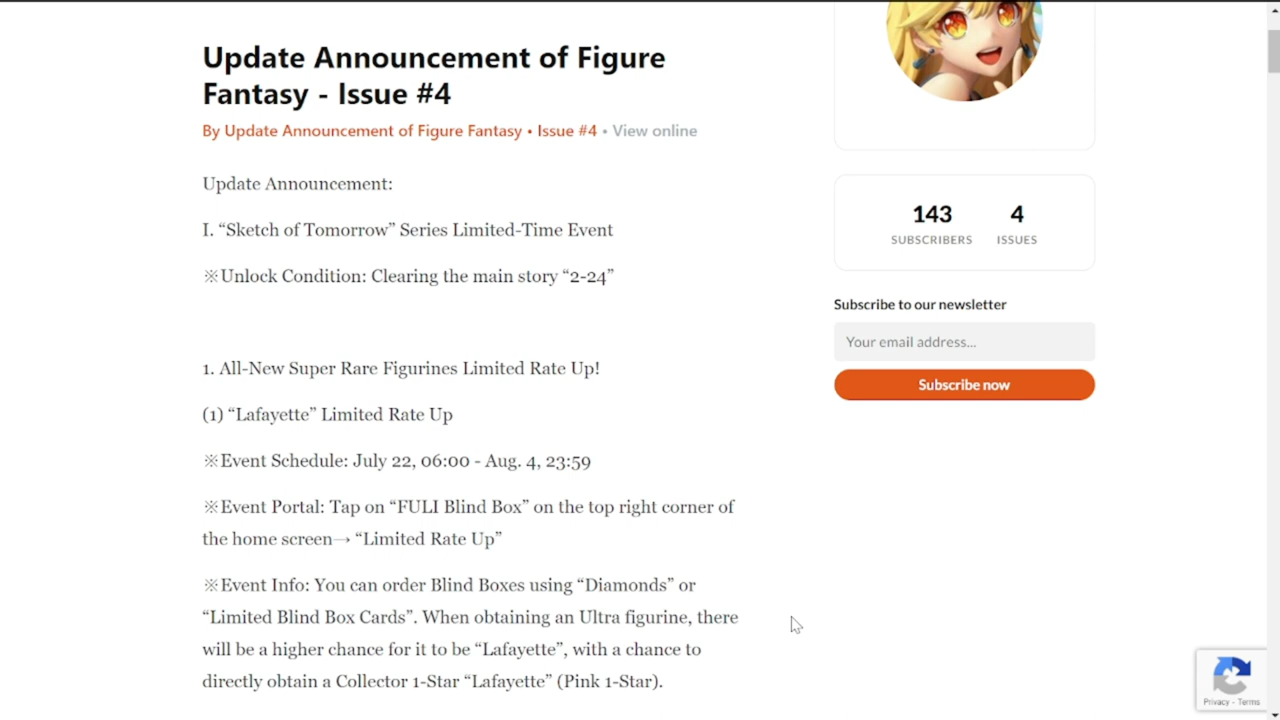 Update Announcement of Figure
Fantasy - Issue #4
By Update Announcement of Figure Fantasy • Issue #4 • View online
Update Announcement:
I. “Sketch of Tomorrow” Series Limited-Time Event
※Unlock Condition: Clearing the main story “2-24”
1. All-New Super Rare Figurines Limited Rate Up!
(1) “Lafayette” Limited Rate Up
※Event Schedule: July 22, 06:00 - Aug. 4, 23:59
※Event Portal: Tap on “FULI Blind Box” on the top right corner of
the home screen→ “Limited Rate Up”
※Event Info: You can order Blind Boxes using “Diamonds” or
“Limited Blind Box Cards”. When obtaining an Ultra figurine, there
will be a higher chance for it to be “Lafayette”, with a chance to
directly obtain a Collector 1-Star “Lafayette” (Pink 1-Star).
143 4
SUBSCRIBERS ISSUES
Subscribe to our newsletter
Your email address...
Subscribe now
Privacy - Terms